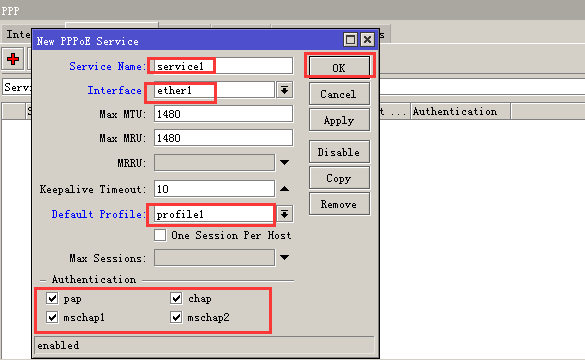 PPP
Inte
s
New PPPoE Service
Serv
S
t ... Authentication
Service Name: service1
OK
Interface ether1
Cancel
Max MTU: 1480
Apply
Max MRU: 1480
MRRU:
Disable
Keepalive Timeout: 10
Copy
Default Profile: profile1
Remove
One Session Per Host
Max Sessions:
Authentication
pap chap
mschap1 mschap2
enabled